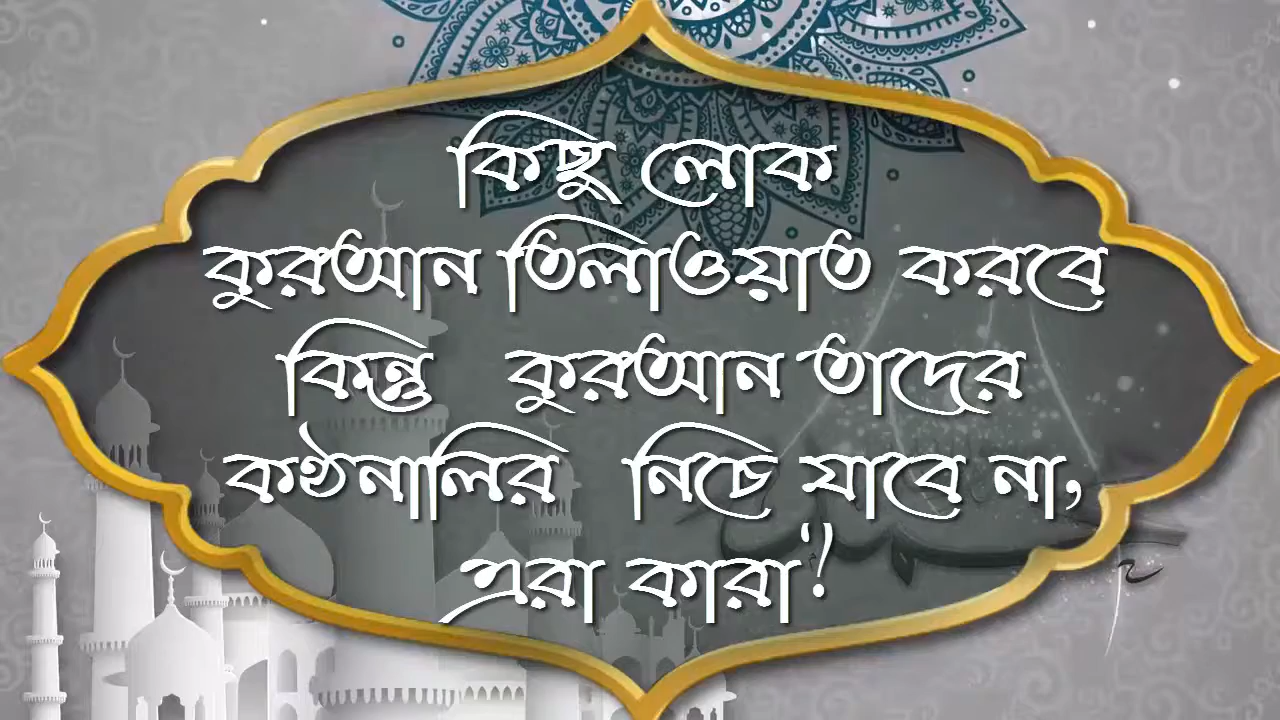 কিছু লোক
কুরআন তিলাওয়াত করবে
কিন্তু কুরআন তাদের
কণ্ঠনালির নিচে যাবে না,
এরা কারা?